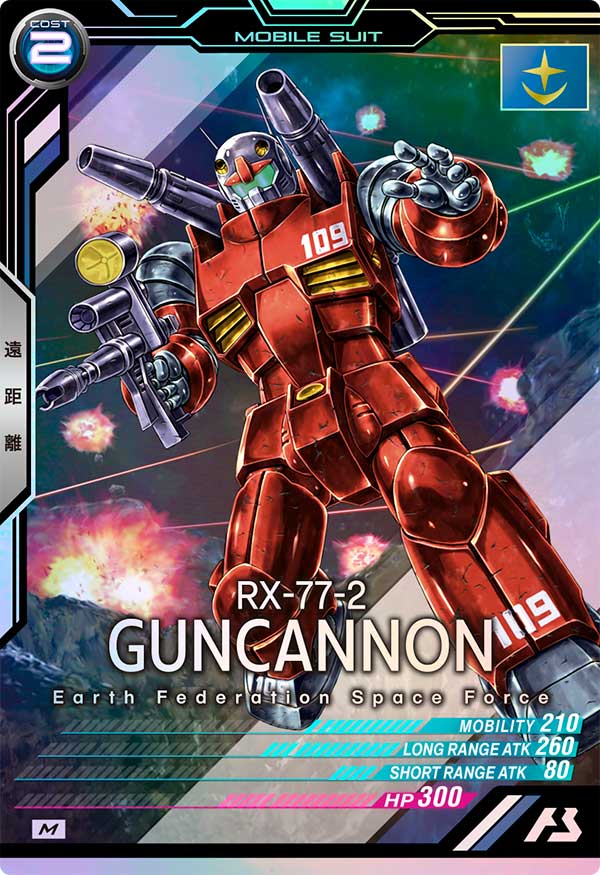 COST
2
MOBILE SUIT
109
遠距離
109
RX-77-2
GUNCANNON
Earth Federation Space Force
MOBILITY 210
LONG RANGE ATK 260
SHORT RANGE ATK 80
HP 300
M